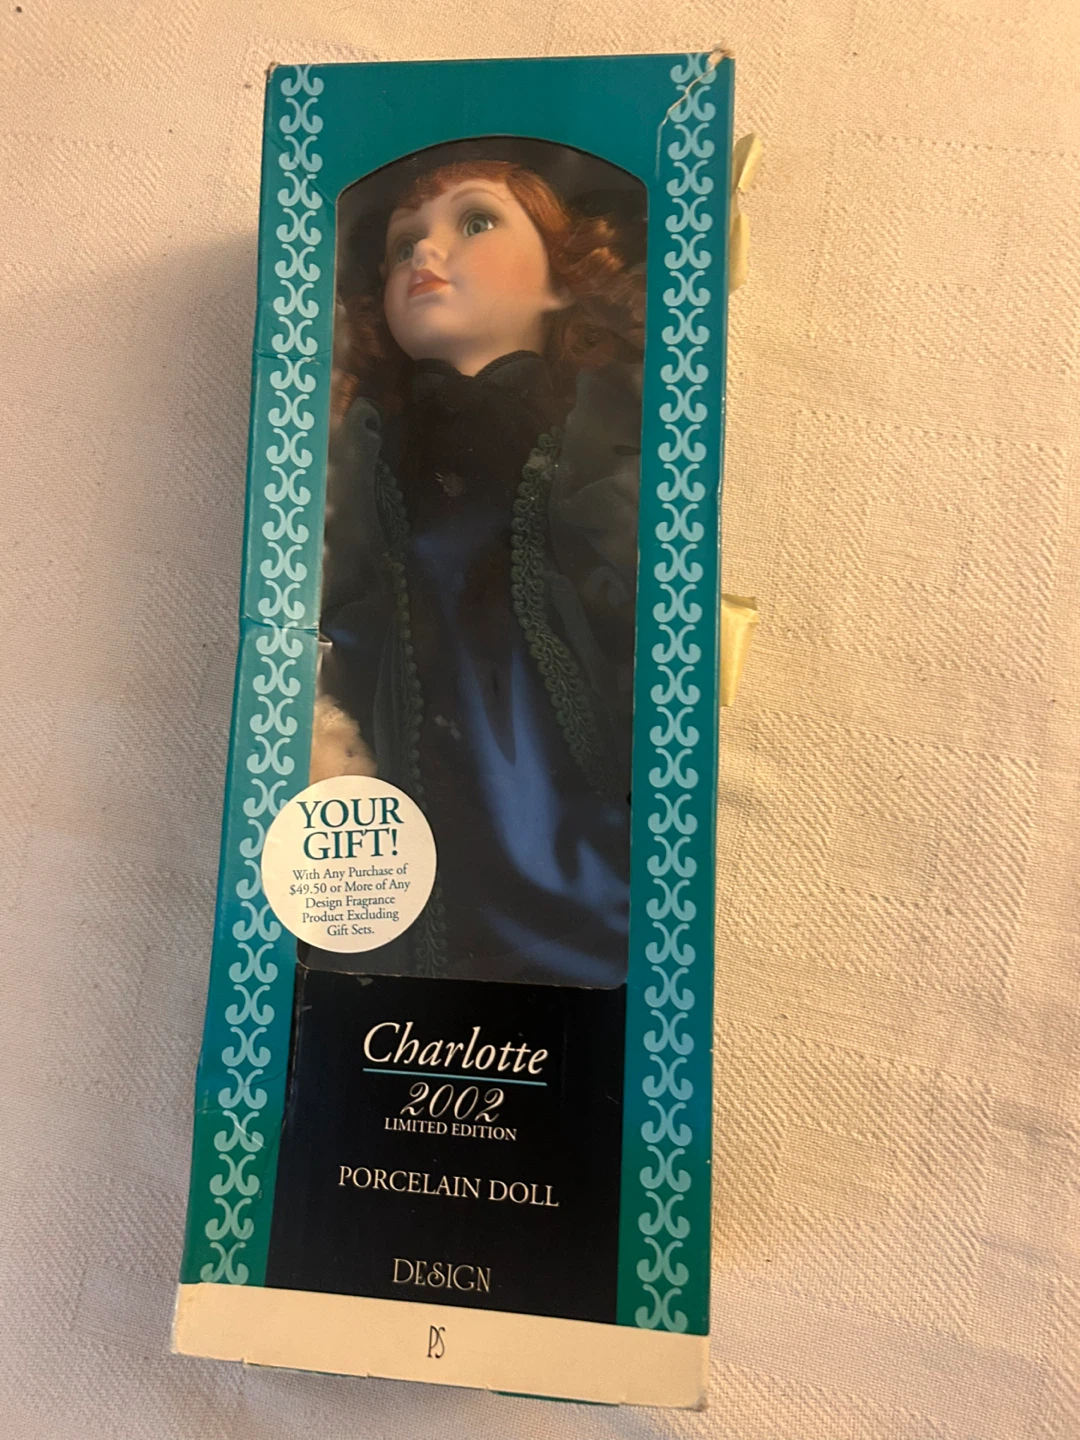 YOUR
GIFT!
With Any Purchase of
$49.50 or More of Any
Design Fragrance
Product Excluding
Gift Sets.
Charlotte
2002
LIMITED EDITION
PORCELAIN DOLL
DESIGN
PS